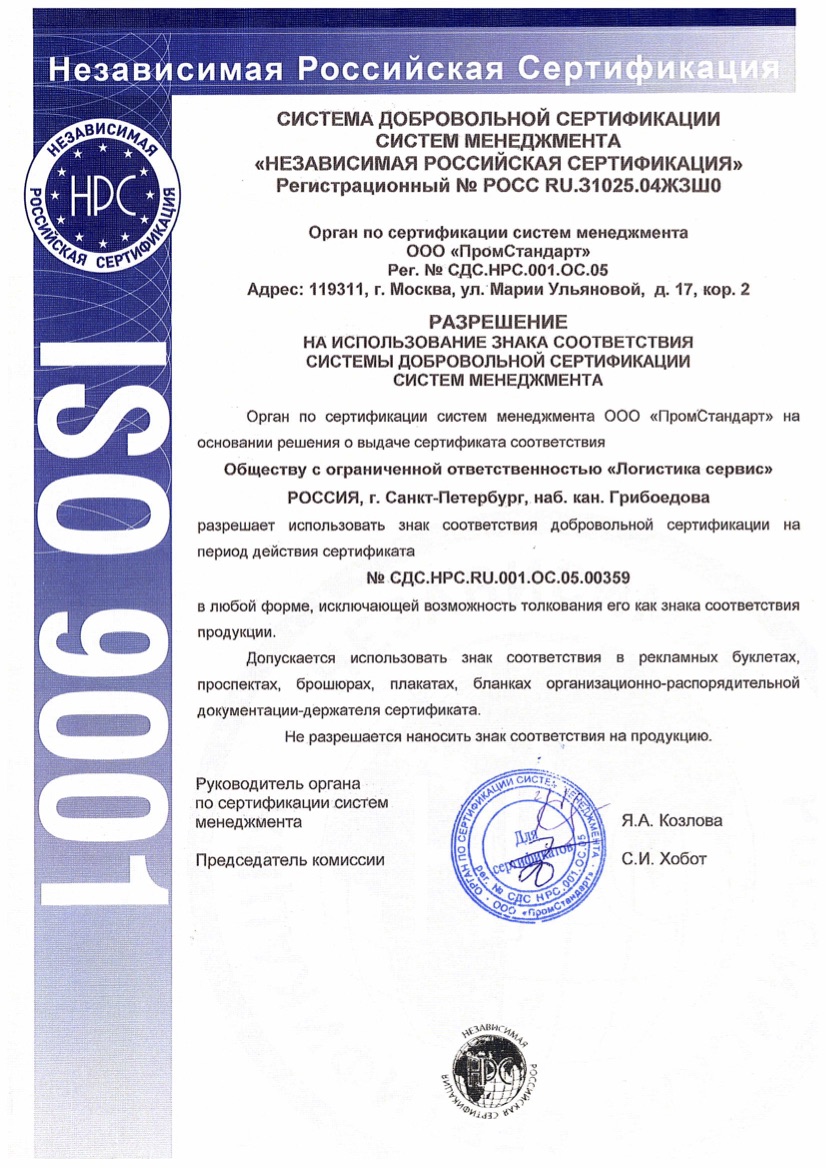 Независимая Российская Сертификация
НЕЗАВИСИМАЯ
НРС
РОССИЙСКАЯ СЕРТИФИКАЦИЯ
ISO 9001
СИСТЕМА ДОБРОВОЛЬНОЙ СЕРТИФИКАЦИИ
СИСТЕМ МЕНЕДЖМЕНТА
«НЕЗАВИСИМАЯ РОССИЙСКАЯ СЕРТИФИКАЦИЯ»
Регистрационный № РОСС RU.31025.04ЖЗШ0
Орган по сертификации систем менеджмента
ООО «ПромСтандарт»
Рег. № СДС.НРС.001.ОС.05
Адрес: 119311, г. Москва, ул. Марии Ульяновой, д. 17, кор. 2
РАЗРЕШЕНИЕ
НА ИСПОЛЬЗОВАНИЕ ЗНАКА СООТВЕТСТВИЯ
СИСТЕМЫ ДОБРОВОЛЬНОЙ СЕРТИФИКАЦИИ
СИСТЕМ МЕНЕДЖМЕНТА
Орган по сертификации систем менеджмента ООО «ПромСтандарт» на
основании решения о выдаче сертификата соответствия
Обществу с ограниченной ответственностью «Логистика сервис»
РОССИЯ, г. Санкт-Петербург, наб. кан. Грибоедова
разрешает использовать знак соответствия добровольной сертификации на
период действия сертификата
№ СДС.НРС.RU.001.ОС.05.00359
в любой форме, исключающей возможность толкования его как знака соответствия
продукции.
Допускается использовать знак соответствия в рекламных буклетах,
проспектах, брошюрах, плакатах, бланках организационно-распорядительной
документации-держателя сертификата.
Не разрешается наносить знак соответствия на продукцию.
Руководитель органа
по сертификации систем
менеджмента
Я.А. Козлова
Председатель комиссии
С.И. Хобот
ОРГАН ПО СЕРТИФИКАЦИИ СИСТЕМ МЕНЕДЖМЕНТА
ООО «ПромСтандарт»
рег. № СДС НРС.001.ОС.05
Для
сертификатов
НЕЗАВИСИМАЯ
НРС
РОССИЙСКАЯ СЕРТИФИКАЦИЯ